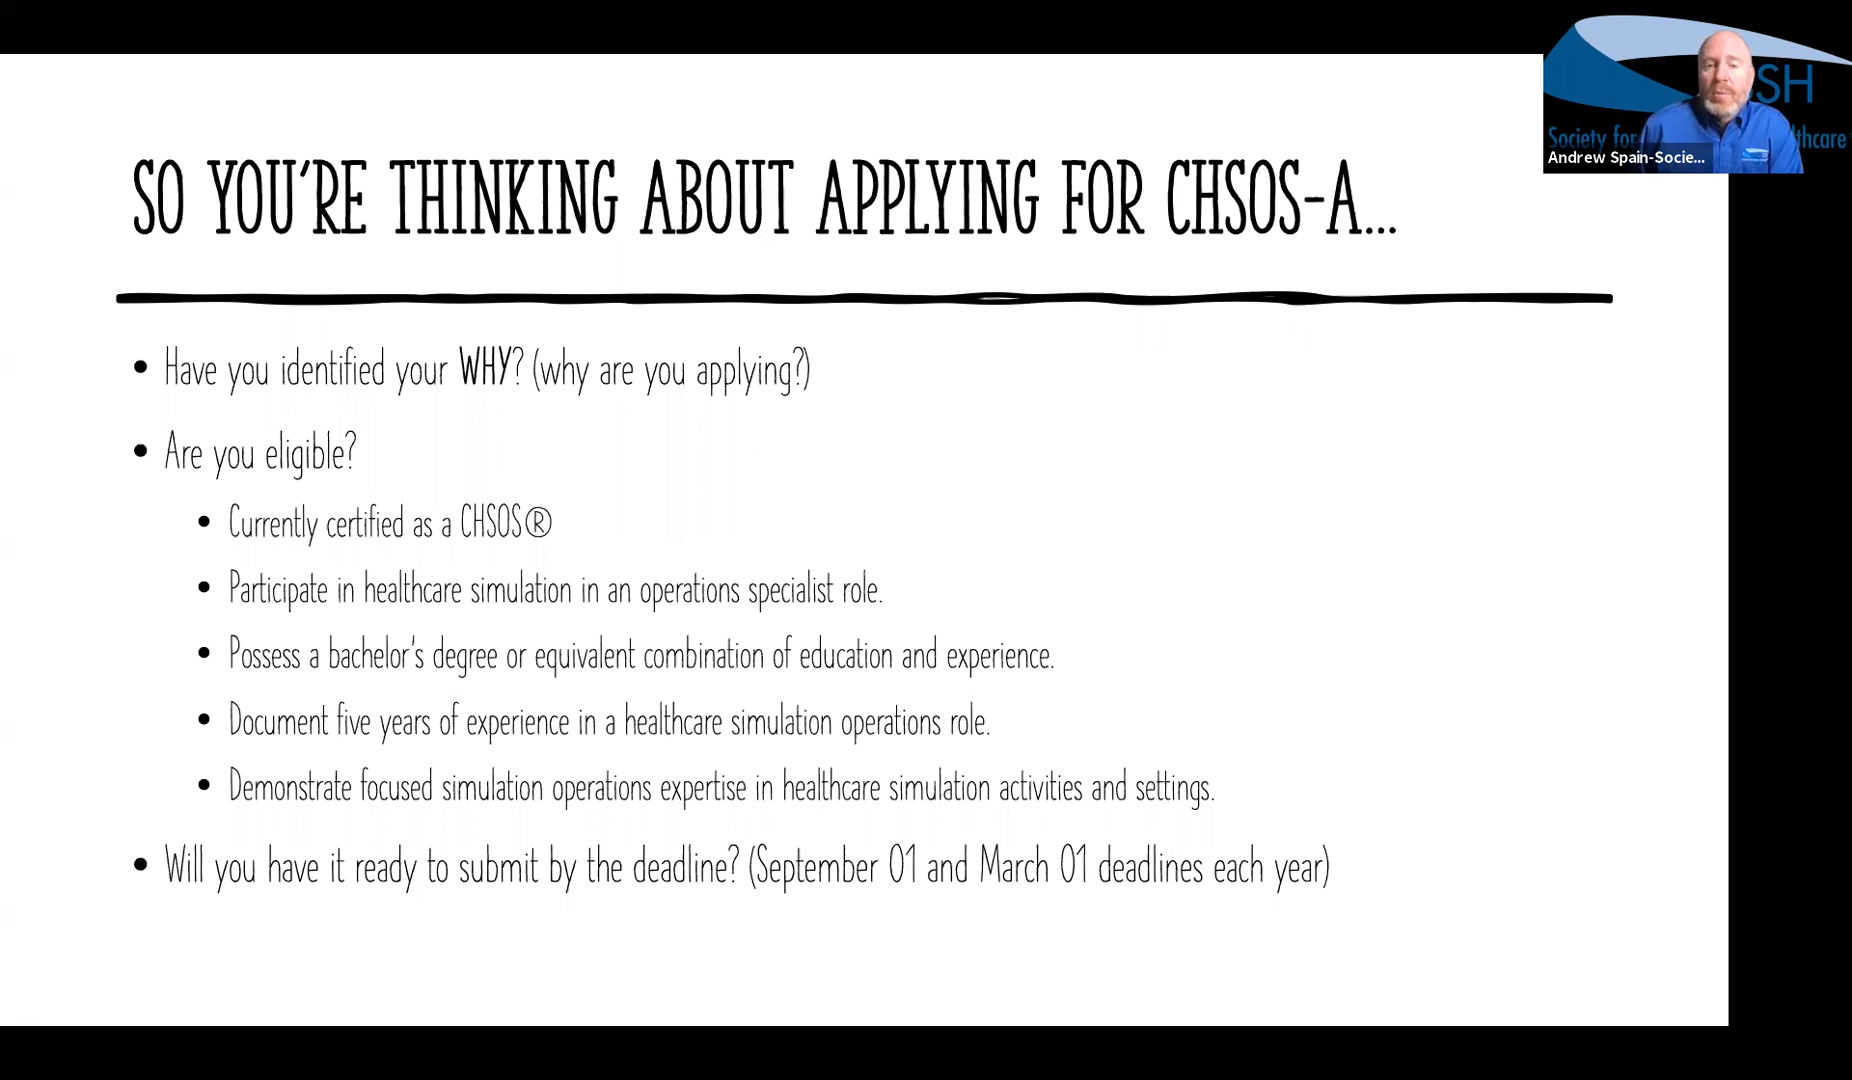 SO YOU'RE THINKING ABOUT APPLYING FOR CHSOS-A...
• Have you identified your WHY? (why are you applying?)
• Are you eligible?
• Currently certified as a CHSOS®
• Participate in healthcare simulation in an operations specialist role.
• Possess a bachelor's degree or equivalent combination of education and experience.
• Document five years of experience in a healthcare simulation operations role.
• Demonstrate focused simulation operations expertise in healthcare simulation activities and settings.
• Will you have it ready to submit by the deadline? (September 01 and March 01 deadlines each year)
SSH
Society for lthcare
Andrew Spain-Socie...